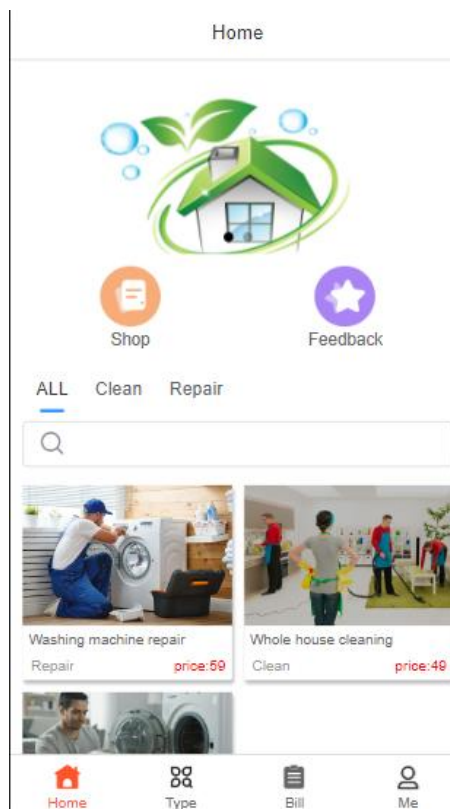 Home
Shop
Feedback
ALL Clean Repair
Washing machine repair
Repair price:59
Whole house cleaning
Clean price:49
Home Type Bill Me